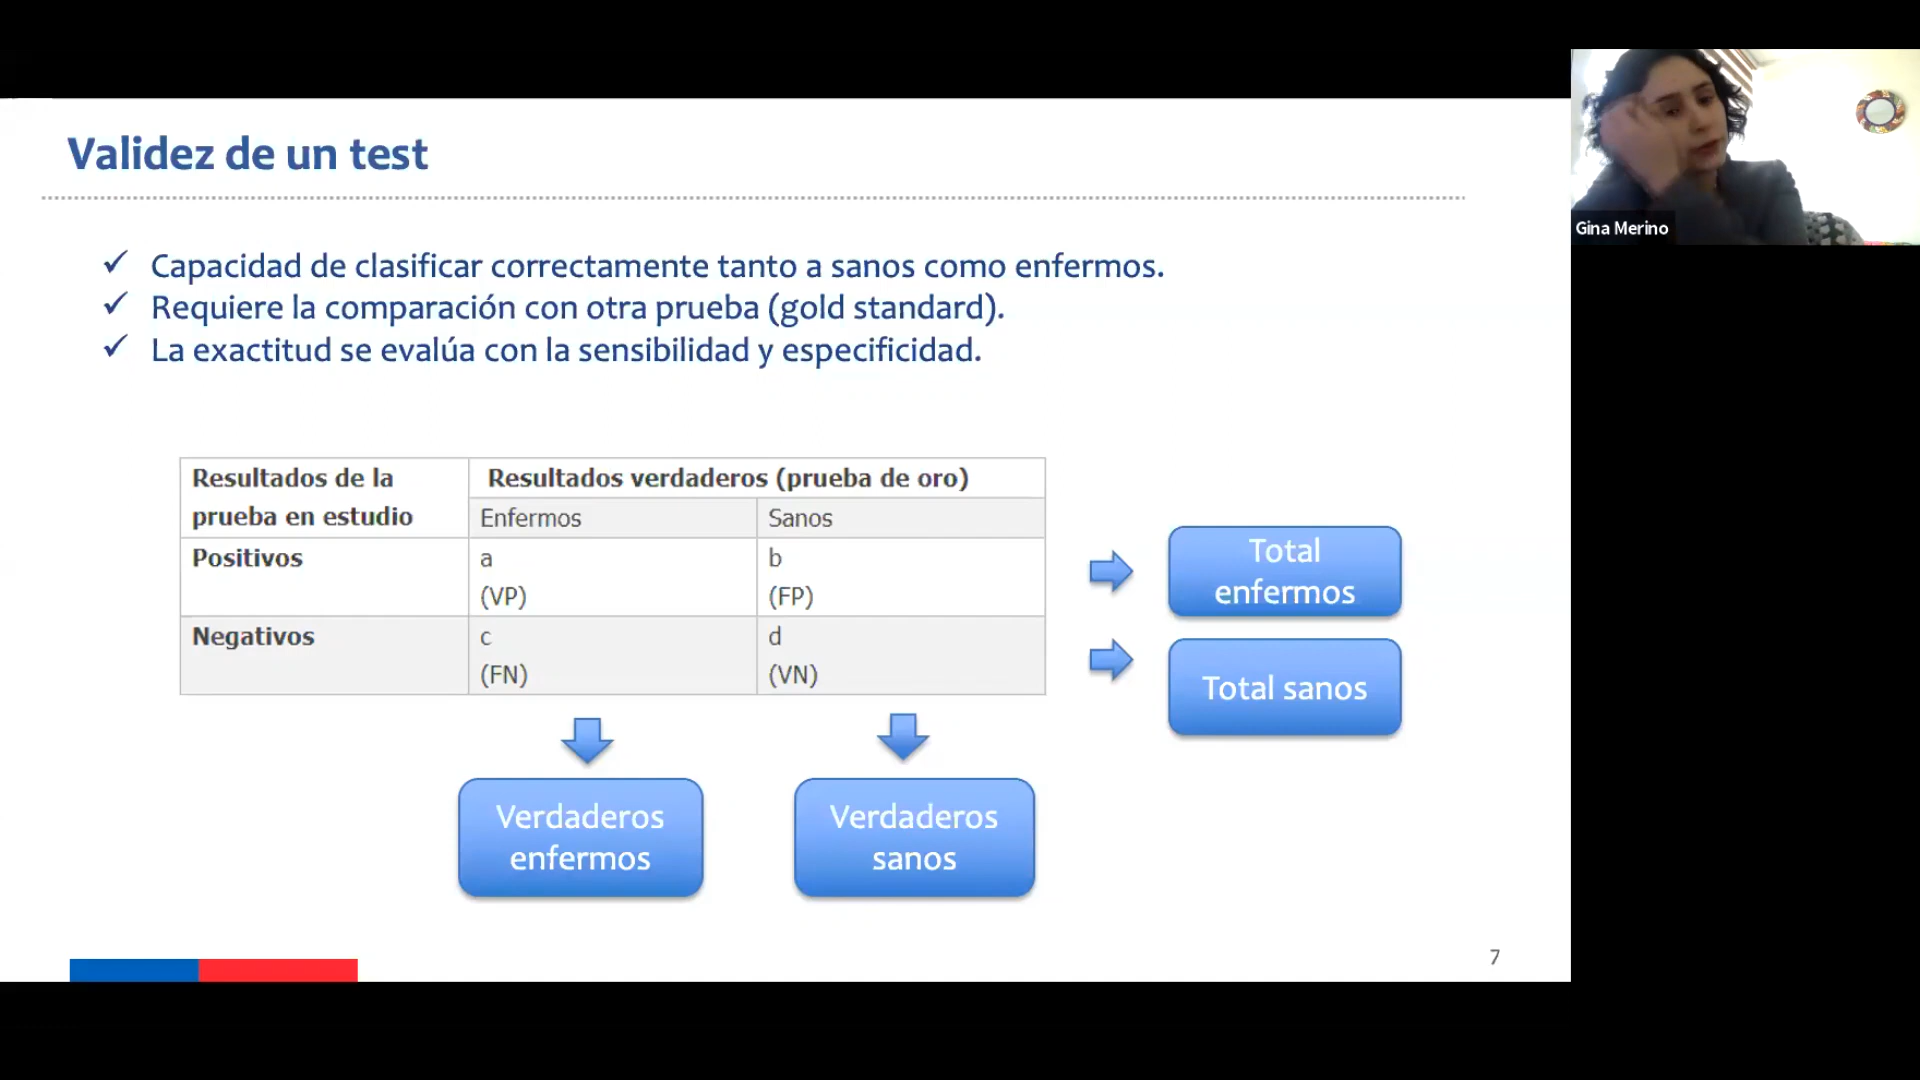 Validez de un test
✓ Capacidad de clasificar correctamente tanto a sanos como enfermos.
✓ Requiere la comparación con otra prueba (gold standard).
✓ La exactitud se evalúa con la sensibilidad y especificidad.
Resultados de la prueba en estudio
Resultados verdaderos (prueba de oro)
Enfermos
Sanos
Positivos
a
(VP)
b
(FP)
Negativos
c
(FN)
d
(VN)
Total
enfermos
Total sanos
Verdaderos
enfermos
Verdaderos
sanos
7
Gina Merino